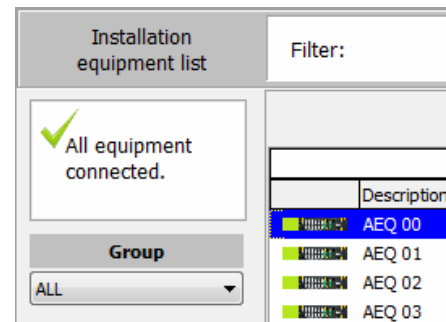 Installation
equipment list
Filter:
All equipment
connected.
Group
ALL
Description
AEQ 00
AEQ 01
AEQ 02
AEQ 03